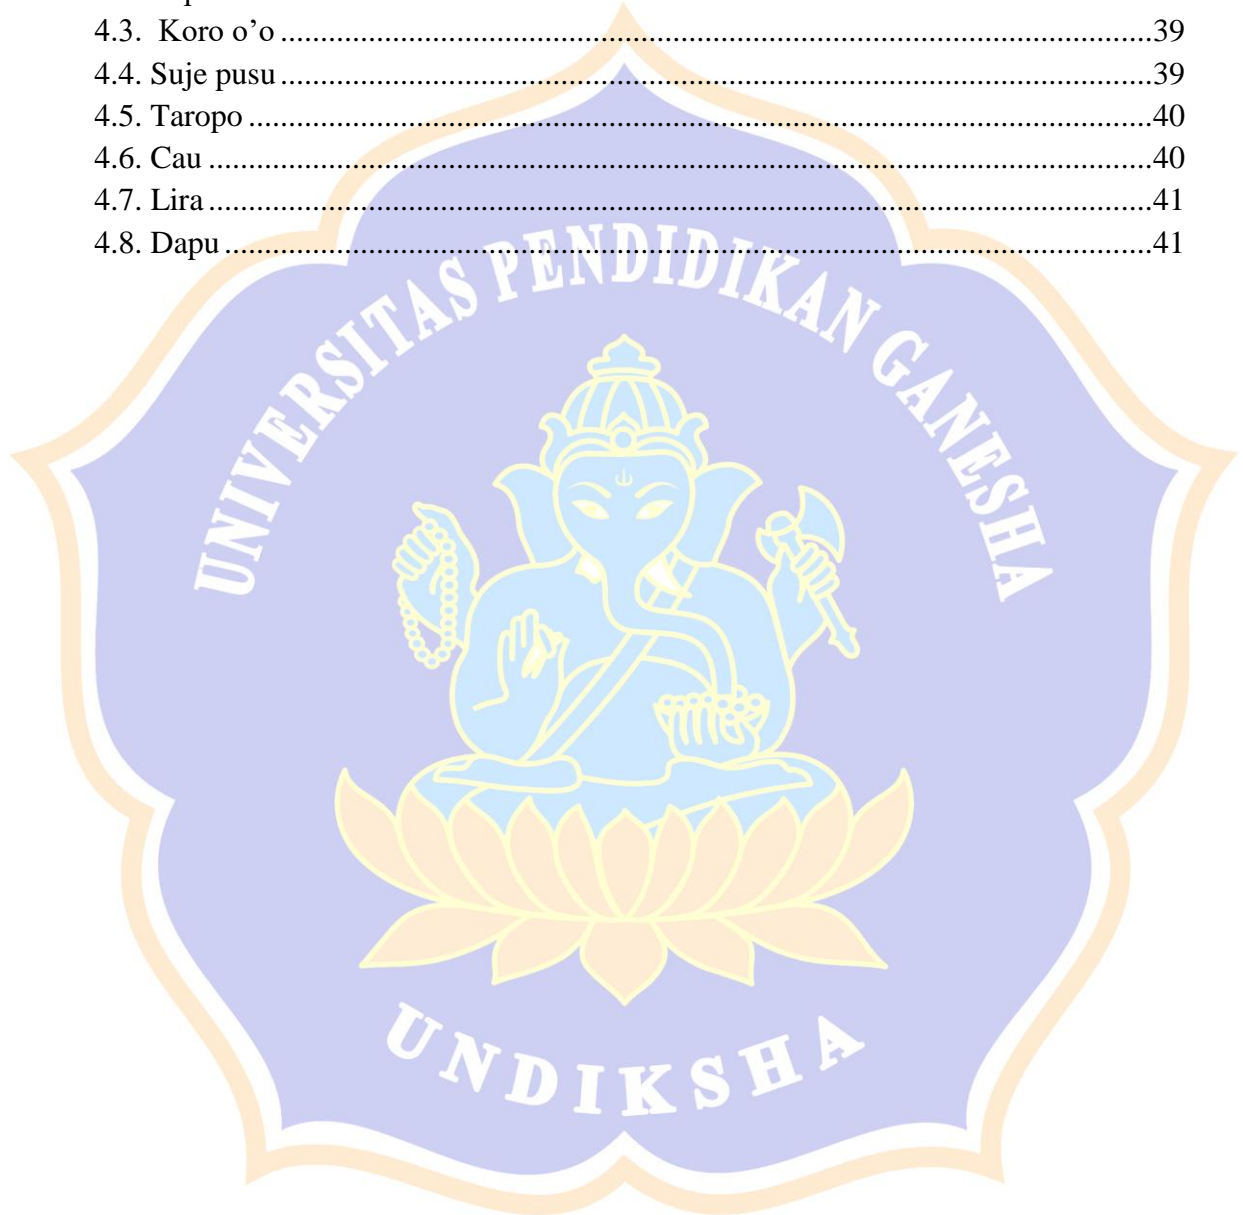 4.3.  Koro o’o ........................................................................................................39
4.4. Suje pusu ........................................................................................................39
4.5. Taropo ............................................................................................................40
4.6. Cau .................................................................................................................40
4.7. Lira .................................................................................................................41
4.8. Dapu ...............................................................................................................41
UNIVERSITAS PENDIDIKAN GANESHA
UNDIKSHA